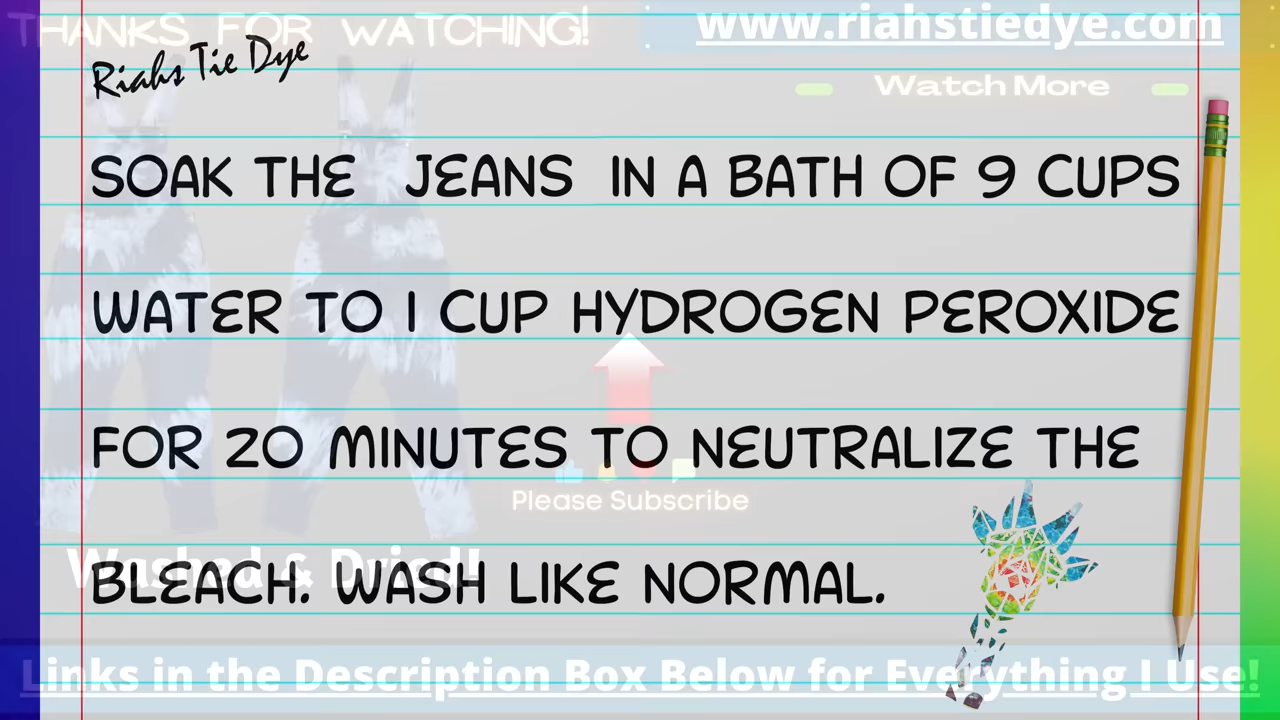 THANKS FOR WATCHING!
www.riahstiedye.com
Riahs Tie Dye
Watch More
SOAK THE JEANS IN A BATH OF 9 CUPS
WATER TO 1 CUP HYDROGEN PEROXIDE
FOR 20 MINUTES TO NEUTRALIZE THE
Please Subscribe
Washed & Dried!
BLEACH. WASH LIKE NORMAL.
Links in the Description Box Below for Everything I Use!